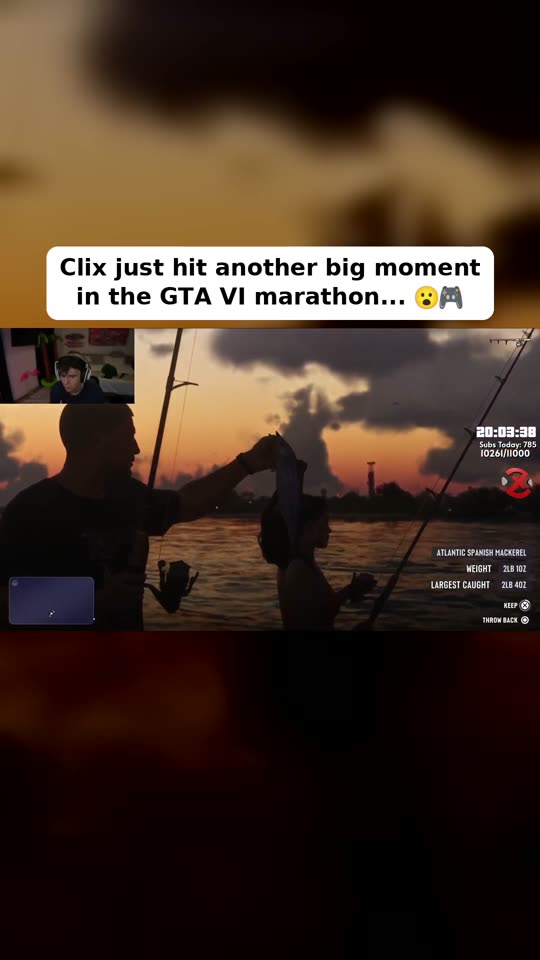 Clix just hit another big moment
in the GTA VI marathon... 😮🎮
20:03:38
Subs Today: 785
10261/11000
ATLANTIC SPANISH MACKEREL
WEIGHT 2LB 1OZ
LARGEST CAUGHT 2LB 4OZ
KEEP
THROW BACK